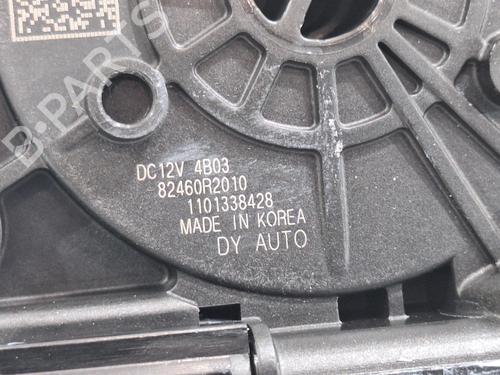 B-PARTS
DC12V 4B03
82460R2010
1101338428
MADE IN KOREA
DY AUTO